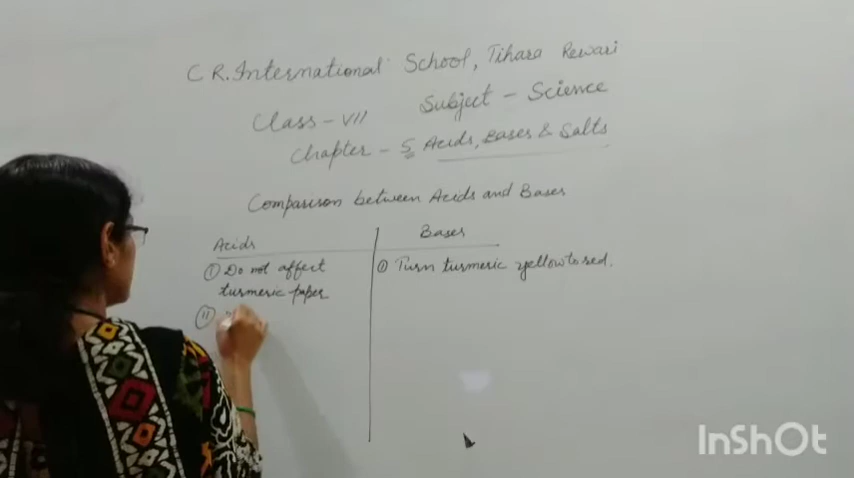 C R. International School, Tihara Rewari
Class - VII Subject - Science
Chapter - 5 Acids, Bases & Salts
Comparison between Acids and Bases
Acids Bases
(i) Do not affect turmeric paper
(i) Turn turmeric yellow to red.
(ii)
InShOt